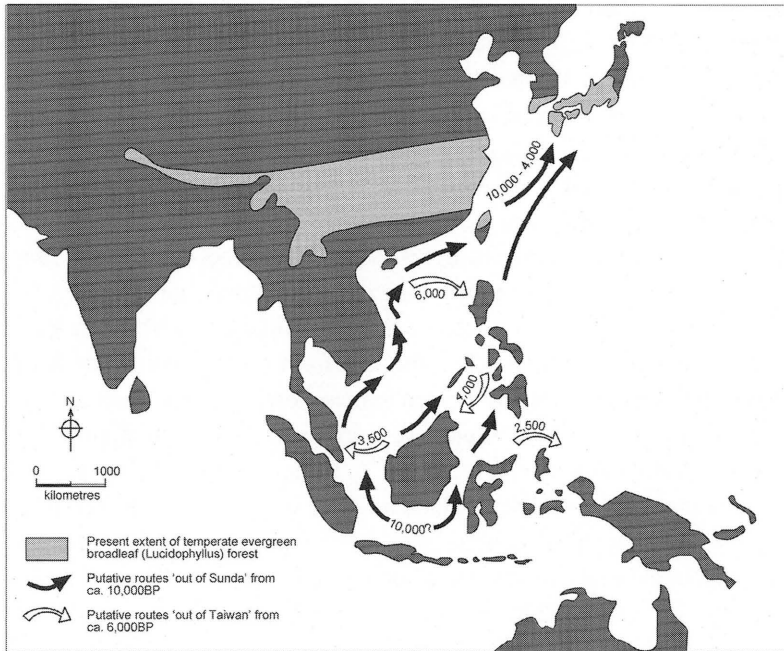 10,000 - 4,000
6,000
4,000
3,500
2,500
10,000?
N
0 1000
kilometres
Present extent of temperate evergreen
broadleaf (Lucidophyllus) forest
Putative routes 'out of Sunda' from
ca. 10,000BP
Putative routes 'out of Taiwan' from
ca. 6,000BP